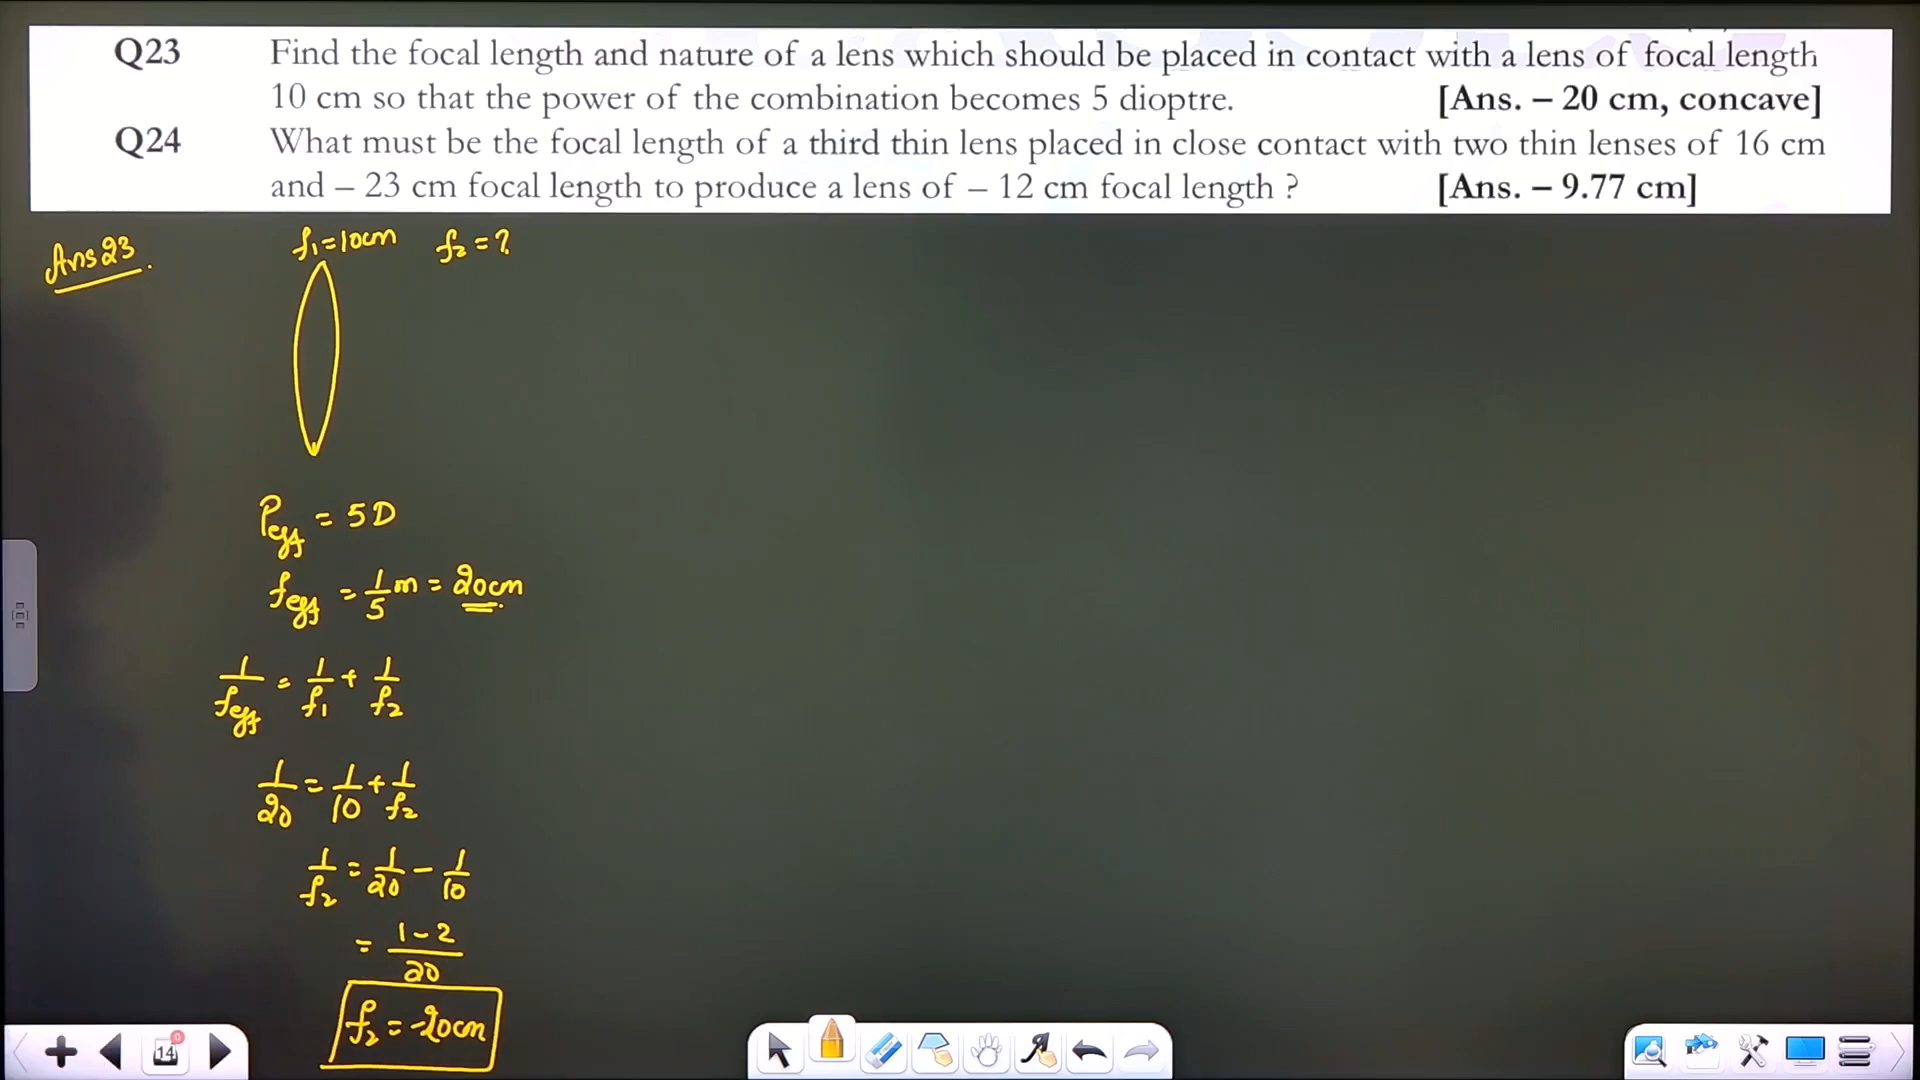 Q23 Find the focal length and nature of a lens which should be placed in contact with a lens of focal length
10 cm so that the power of the combination becomes 5 dioptre. [Ans. – 20 cm, concave]
Q24 What must be the focal length of a third thin lens placed in close contact with two thin lenses of 16 cm
and – 23 cm focal length to produce a lens of – 12 cm focal length ? [Ans. – 9.77 cm]
Ans 23. f₁=10cm f₂=?
P_eff = 5D
f_eff = 1/5 m = 20cm
1/f_eff = 1/f₁ + 1/f₂
1/20 = 1/10 + 1/f₂
1/f₂ = 1/20 - 1/10
= (1-2)/20
f₂ = -20cm
14
0